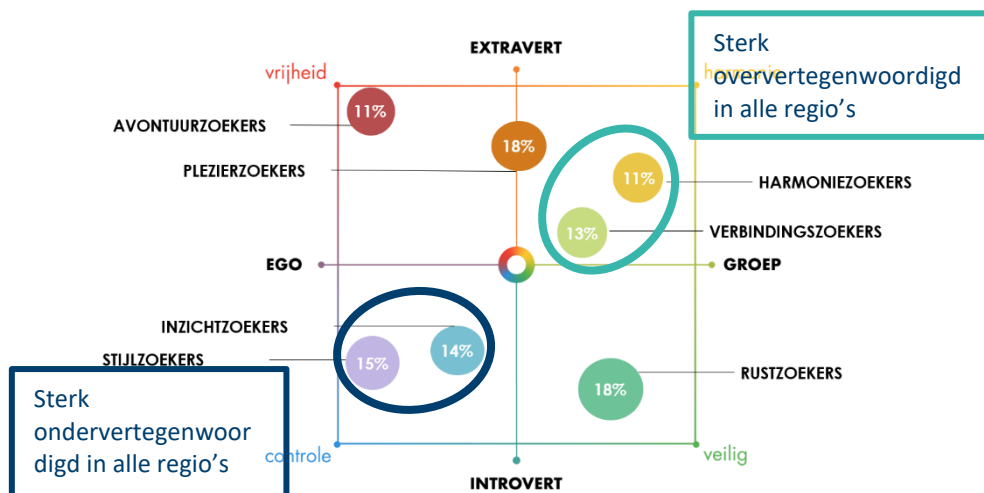 EXTRAVERT
Sterk
oververtegenwoordigd
in alle regio's
vrijheid
harmonie
11%
AVONTUURZOEKERS
18%
PLEZIERZOEKERS
11%
HARMONIEZOEKERS
13%
VERBINDINGSZOEKERS
EGO
GROEP
INZICHTZOEKERS
14%
STIJLZOEKERS
15%
RUSTZOEKERS
18%
Sterk
ondervertegenwoor
digd in alle regio's
controle
veilig
INTROVERT